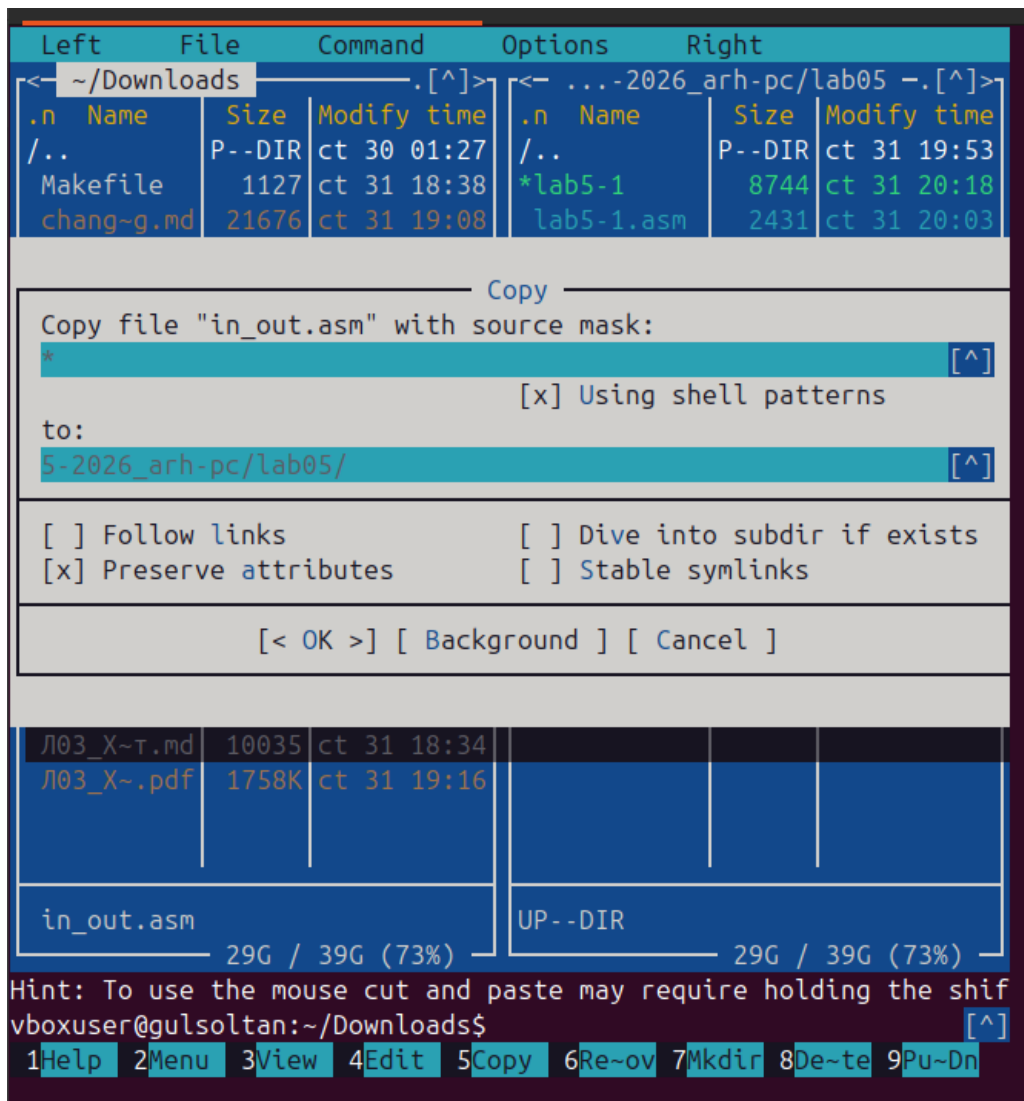 Left File Command Options Right
<─ ~/Downloads ─.[^]> <─ ...-2026_arh-pc/lab05 ─.[^]>
.n Name Size Modify time .n Name Size Modify time
/.. P--DIR ct 30 01:27 /.. P--DIR ct 31 19:53
Makefile 1127 ct 31 18:38 *lab5-1 8744 ct 31 20:18
chang~g.md 21676 ct 31 19:08 lab5-1.asm 2431 ct 31 20:03
Copy
Copy file "in_out.asm" with source mask:
* [^]
[x] Using shell patterns
to:
5-2026_arh-pc/lab05/ [^]
[ ] Follow links [ ] Dive into subdir if exists
[x] Preserve attributes [ ] Stable symlinks
[< OK >] [ Background ] [ Cancel ]
Л03_Х~т.md 10035 ct 31 18:34
Л03_Х~.pdf 1758K ct 31 19:16
in_out.asm UP--DIR
29G / 39G (73%) 29G / 39G (73%)
Hint: To use the mouse cut and paste may require holding the shif
vboxuser@gulsoltan:~/Downloads$ [^]
1Help 2Menu 3View 4Edit 5Copy 6Re~ov 7Mkdir 8De~te 9Pu~Dn